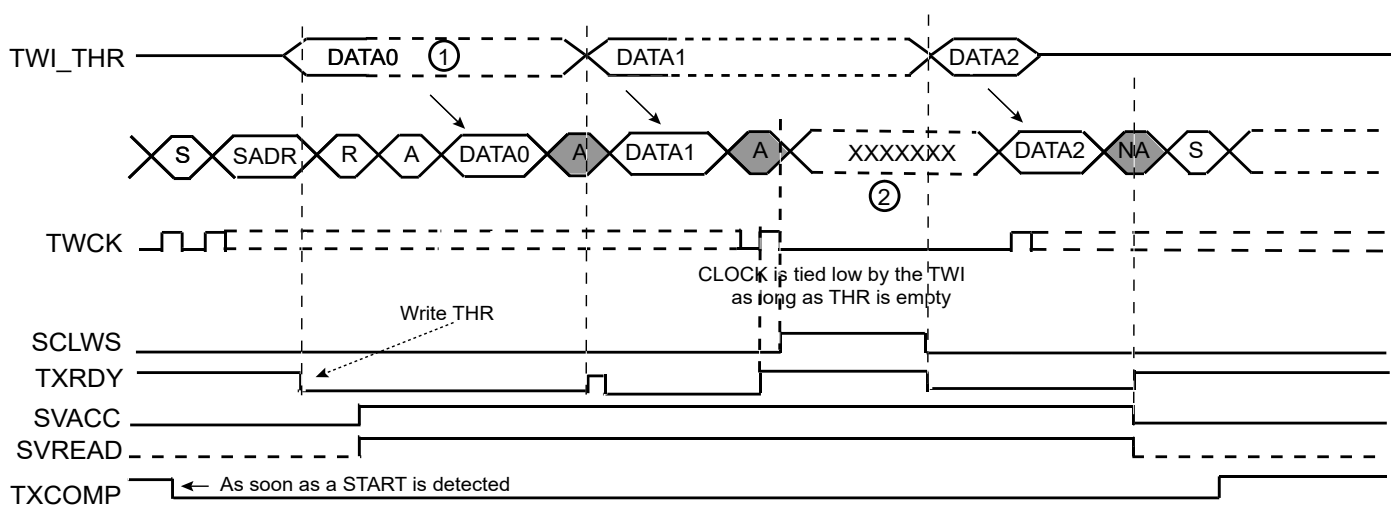 TWI_THR DATA0 1 DATA1 DATA2
S SADR R A DATA0 A DATA1 A XXXXXXX DATA2 NA S
2
TWCK
CLOCK is tied low by the TWI
as long as THR is empty
Write THR
SCLWS
TXRDY
SVACC
SVREAD
TXCOMP As soon as a START is detected